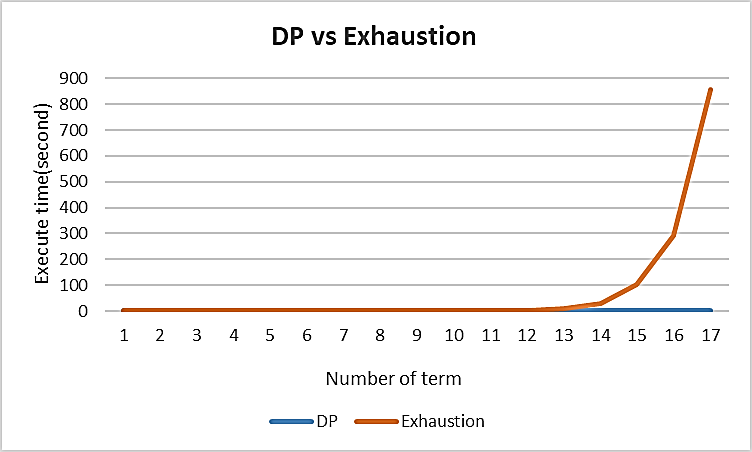 DP vs Exhaustion
Execute time(second)
900
800
700
600
500
400
300
200
100
0
1 2 3 4 5 6 7 8 9 10 11 12 13 14 15 16 17
Number of term
DP Exhaustion